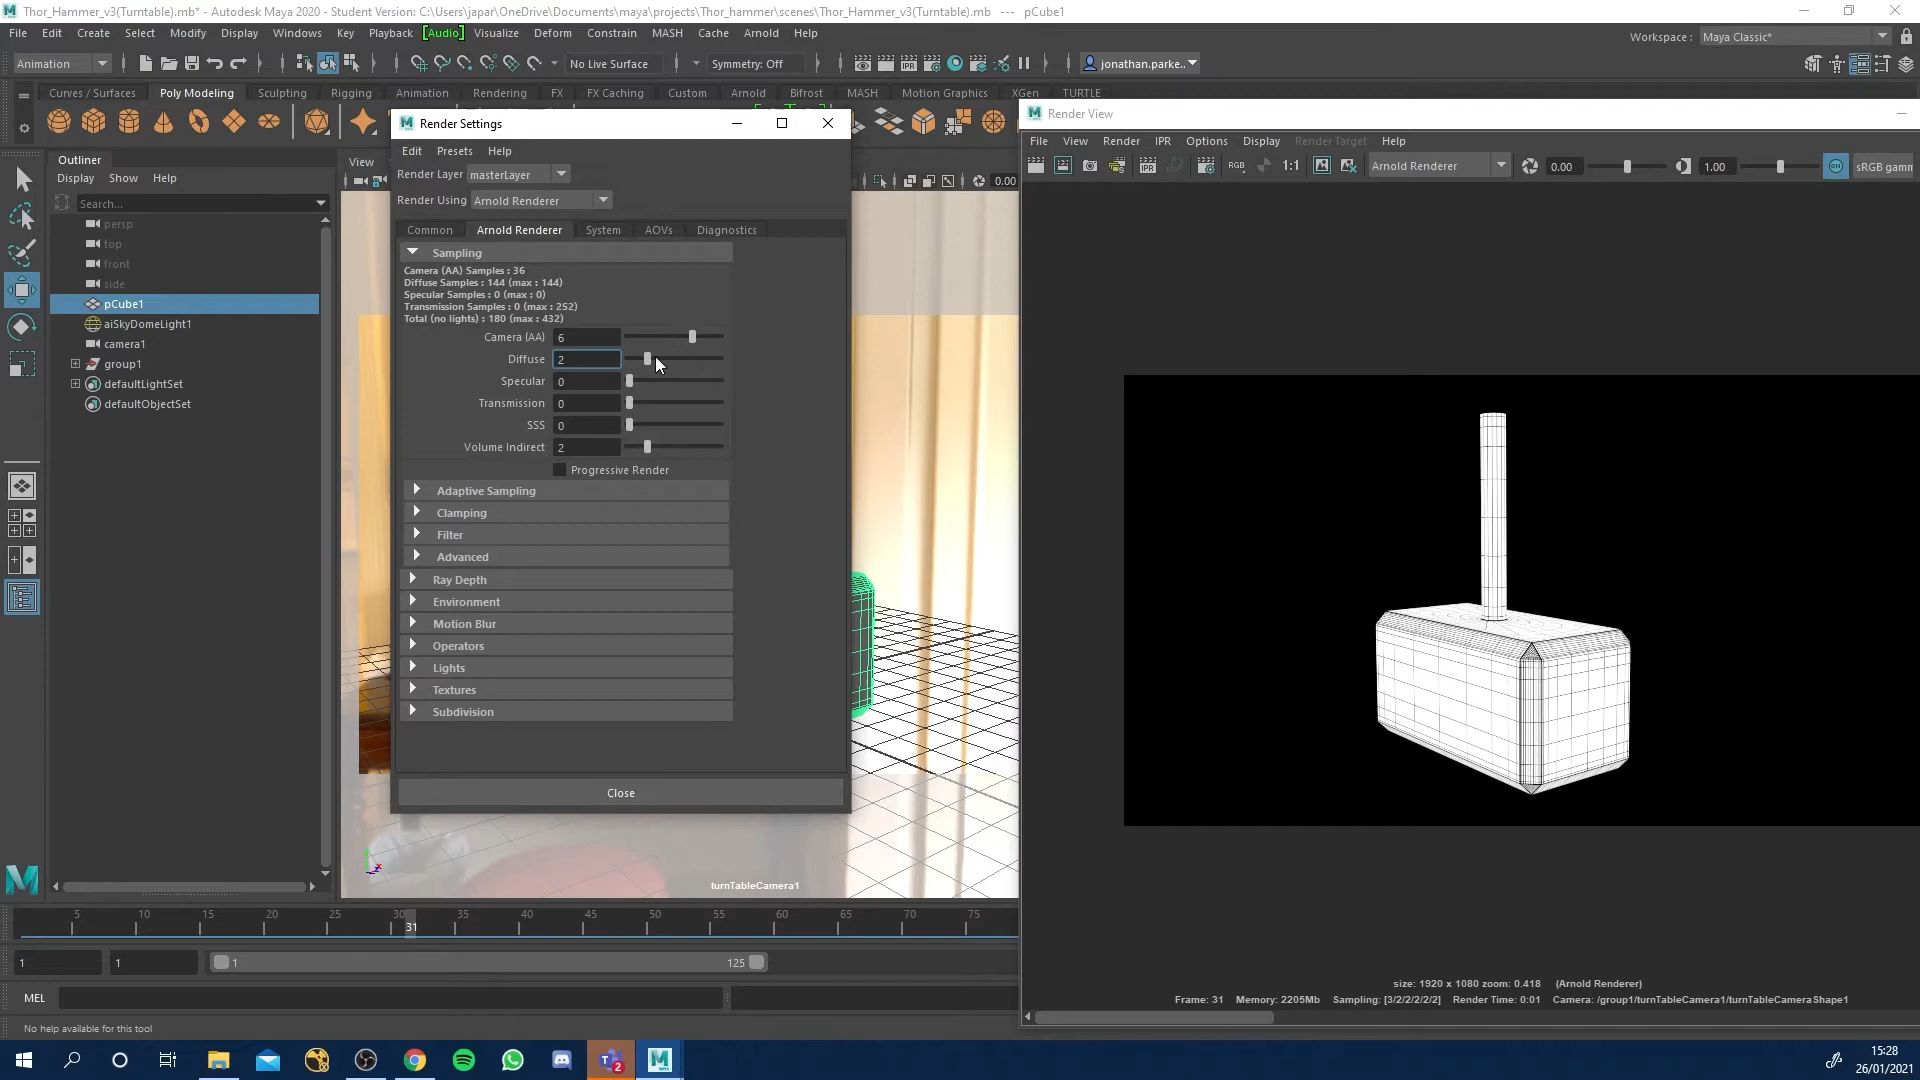 Thor_Hammer_v3(Turntable).mb* - Autodesk Maya 2020 - Student Version: C:\Users\japar\OneDrive\Documents\maya\projects\Thor_hammer\scenes\Thor_Hammer_v3(Turntable).mb --- pCube1
File Edit Create Select Modify Display Windows Key Playback [Audio] Visualize Deform Constrain MASH Cache Arnold Help
Workspace : Maya Classic*
Animation No Live Surface Symmetry: Off jonathan.parke..
Curves / Surfaces Poly Modeling Sculpting Rigging Animation Rendering FX FX Caching Custom Arnold Bifrost MASH Motion Graphics XGen TURTLE
Outliner
Display Show Help
Search...
persp
top
front
side
pCube1
aiSkyDomeLight1
camera1
group1
defaultLightSet
defaultObjectSet
View
0.00
Render Settings
Edit Presets Help
Render Layer masterLayer
Render Using Arnold Renderer
Common Arnold Renderer System AOVs Diagnostics
Sampling
Camera (AA) Samples : 36
Diffuse Samples : 144 (max : 144)
Specular Samples : 0 (max : 0)
Transmission Samples : 0 (max : 252)
Total (no lights) : 180 (max : 432)
Camera (AA) 6
Diffuse 2
Specular 0
Transmission 0
SSS 0
Volume Indirect 2
Progressive Render
Adaptive Sampling
Clamping
Filter
Advanced
Ray Depth
Environment
Motion Blur
Operators
Lights
Textures
Subdivision
Close
turnTableCamera1
Render View
File View Render IPR Options Display Render Target Help
IPR RGB 1:1 Arnold Renderer 0.00 1.00 ON sRGB gamm
size: 1920 x 1080 zoom: 0.418 (Arnold Renderer)
Frame: 31 Memory: 2205Mb Sampling: [3/2/2/2/2/2] Render Time: 0:01 Camera: /group1/turnTableCamera1/turnTableCameraShape1
5 10 15 20 25 30 35 40 45 50 55 60 65 70 75
31
1 1 1 125
MEL
No help available for this tool
2
15:28
26/01/2021